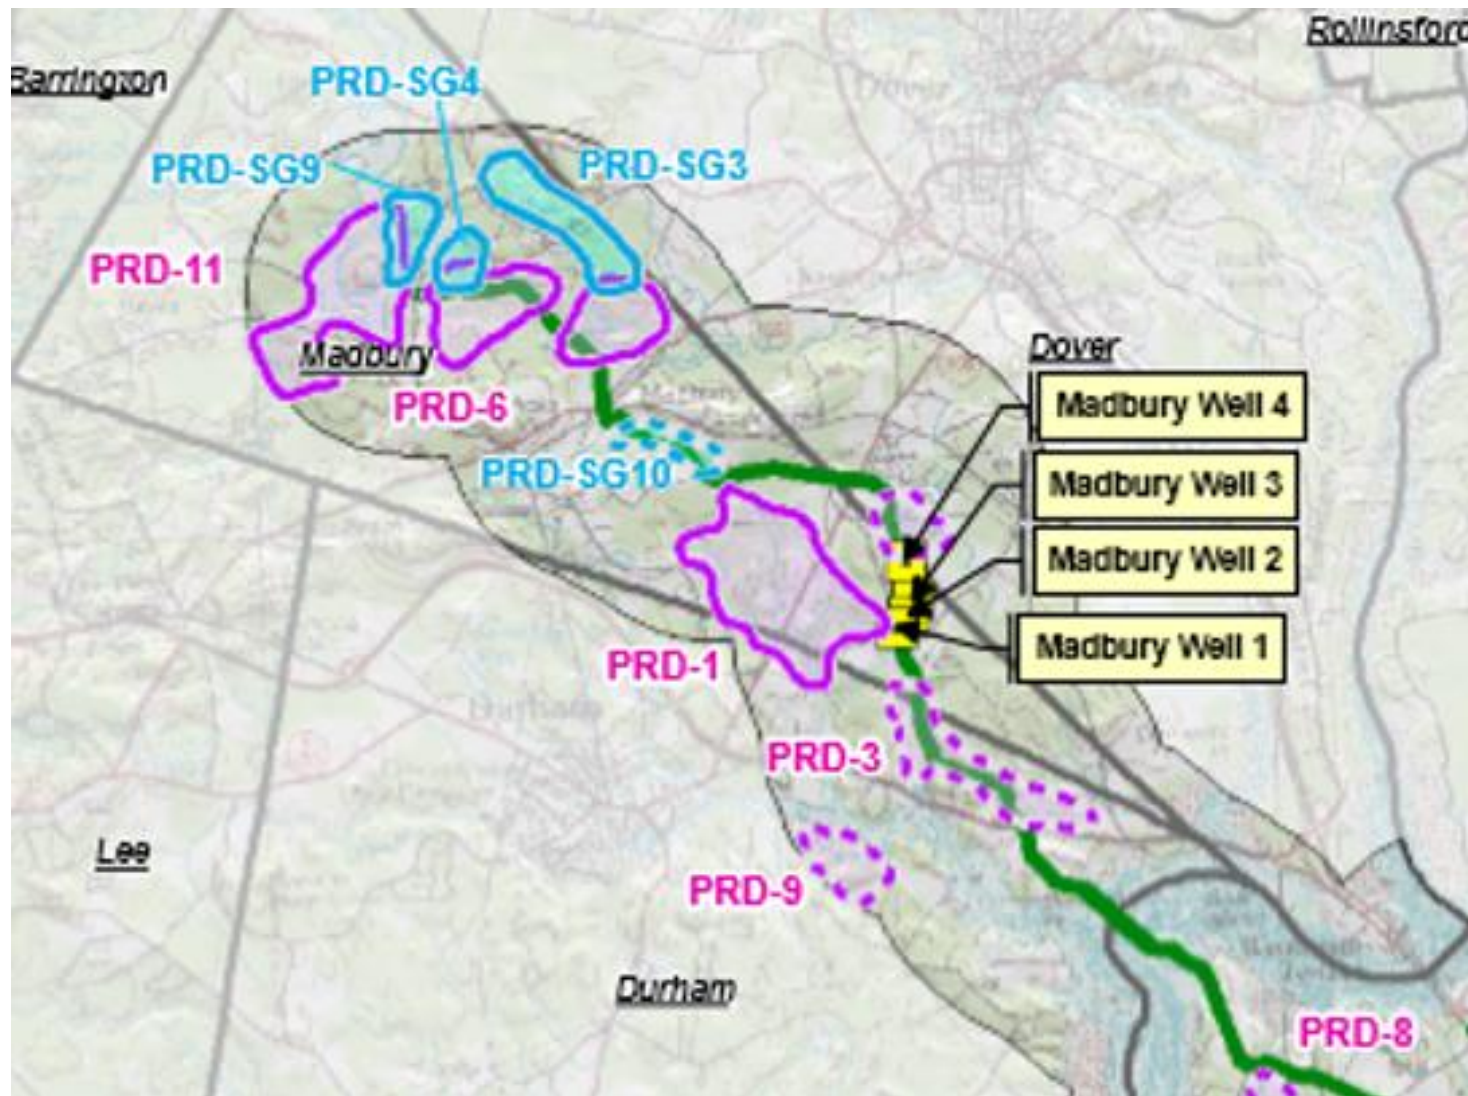 Rollinsford
Barrington
PRD-SG4
PRD-SG9
PRD-SG3
PRD-11
Madbury
Dover
PRD-6
Madbury Well 4
PRD-SG10
Madbury Well 3
Madbury Well 2
Madbury Well 1
PRD-1
Durham
PRD-3
Lee
PRD-9
Durham
PRD-8